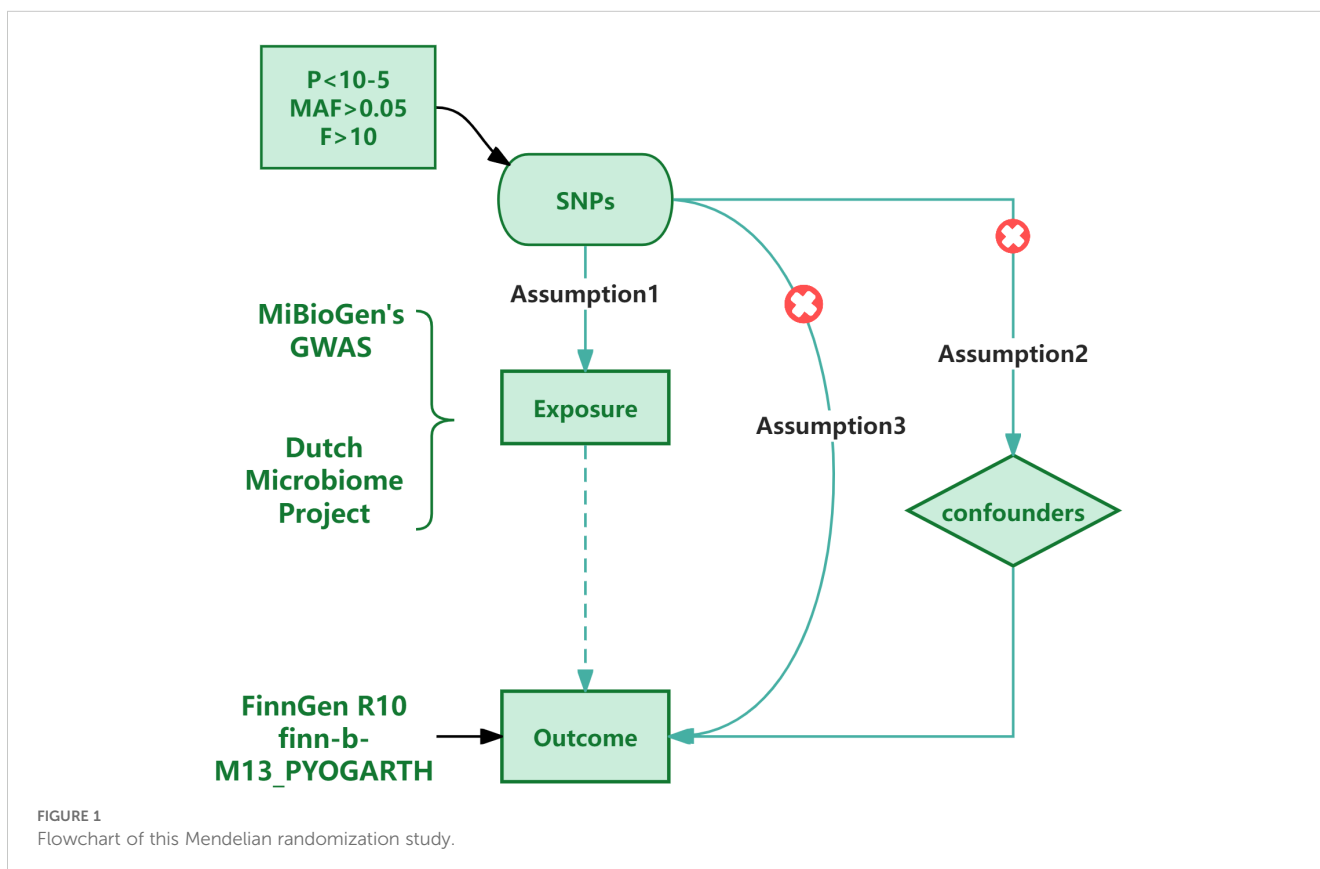 P<10-5
MAF>0.05
F>10
SNPs
Assumption1
MiBioGen's
GWAS
Exposure
Assumption2
Assumption3
Dutch
Microbiome
Project
confounders
FinnGen R10
finn-b-
M13_PYOGARTH
Outcome
FIGURE 1
Flowchart of this Mendelian randomization study.